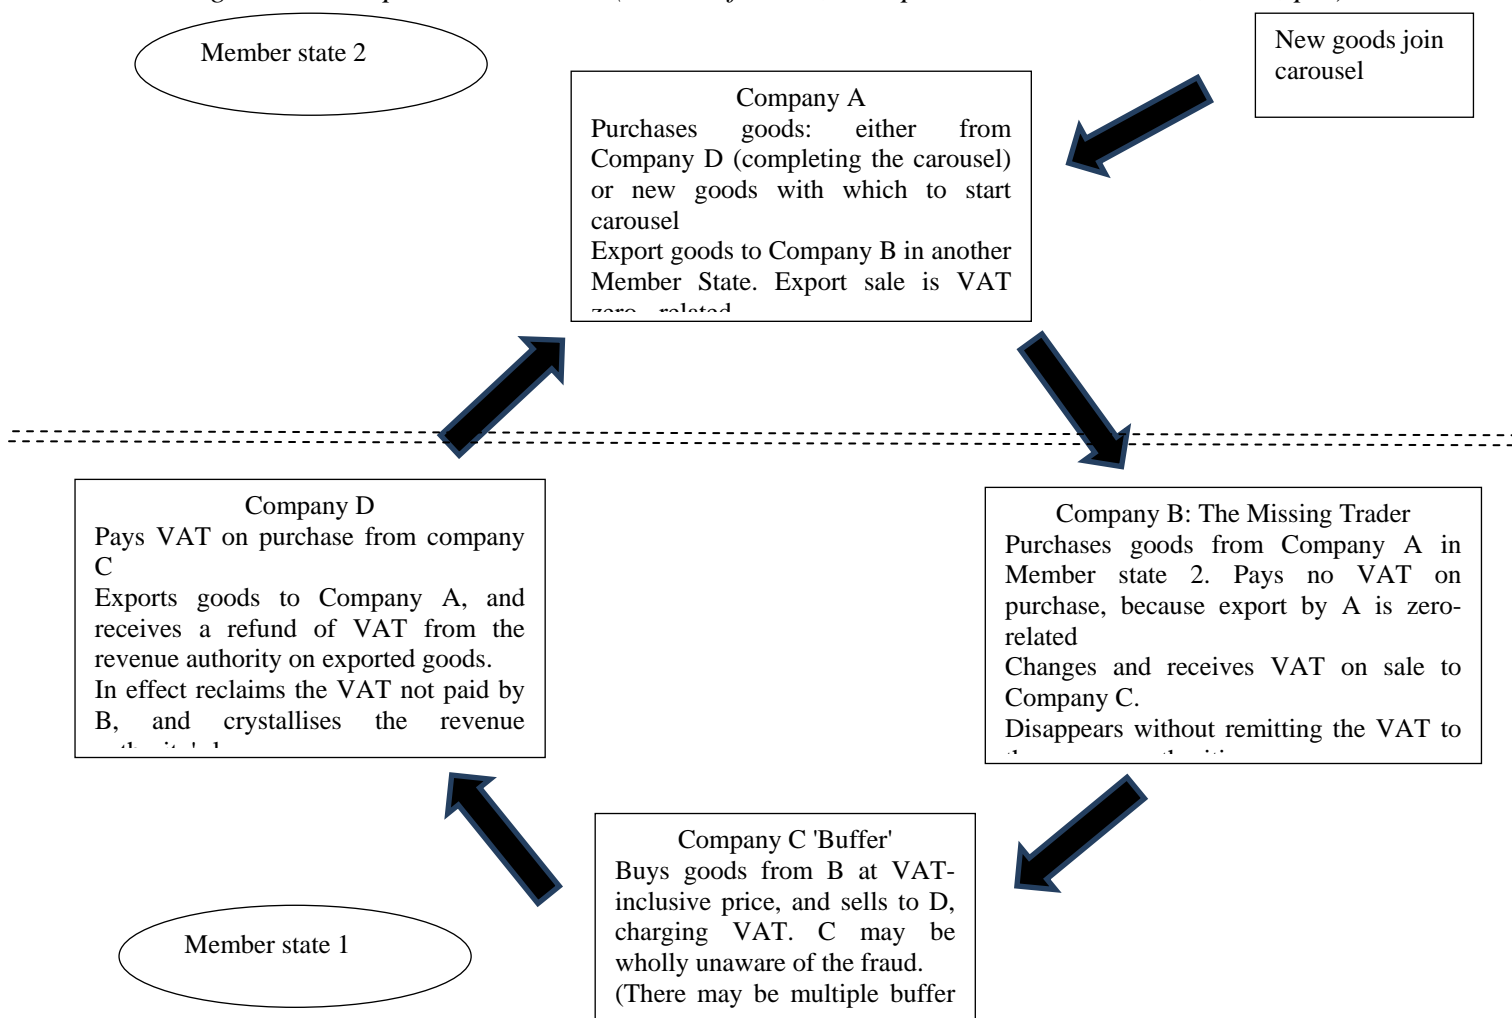 Member state 2
New goods join
carousel
Company A
Purchases goods: either from
Company D (completing the carousel)
or new goods with which to start
carousel
Export goods to Company B in another
Member State. Export sale is VAT
zero - related
Company D
Pays VAT on purchase from company
C
Exports goods to Company A, and
receives a refund of VAT from the
revenue authority on exported goods.
In effect reclaims the VAT not paid by
B, and crystallises the revenue
Company B: The Missing Trader
Purchases goods from Company A in
Member state 2. Pays no VAT on
purchase, because export by A is zero-
related
Changes and receives VAT on sale to
Company C.
Disappears without remitting the VAT to
Company C 'Buffer'
Buys goods from B at VAT-
inclusive price, and sells to D,
charging VAT. C may be
wholly unaware of the fraud.
(There may be multiple buffer
Member state 1